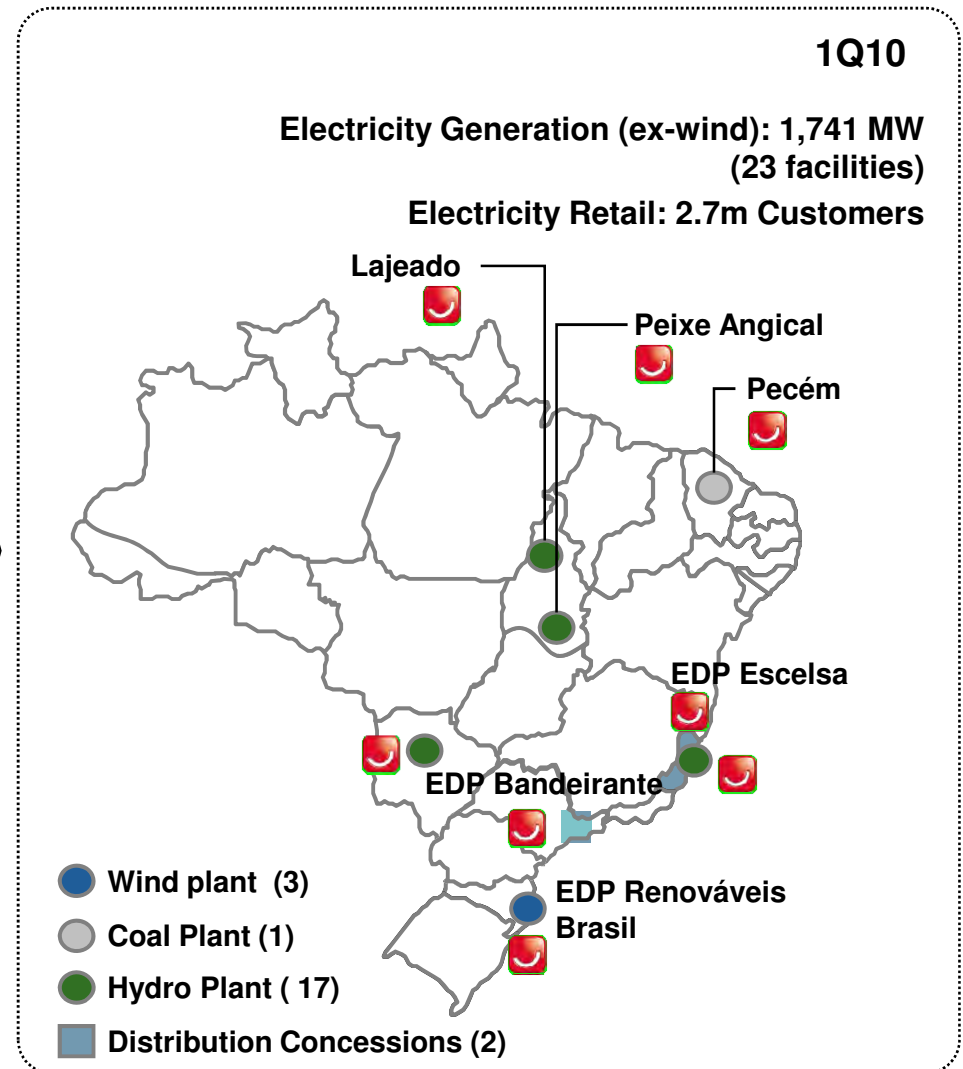 1Q10
Electricity Generation (ex-wind): 1,741 MW
(23 facilities)
Electricity Retail: 2.7m Customers
Lajeado
Peixe Angical
Pecém
EDP Escelsa
EDP Bandeirante
EDP Renováveis
Brasil
Wind plant (3)
Coal Plant (1)
Hydro Plant ( 17)
Distribution Concessions (2)